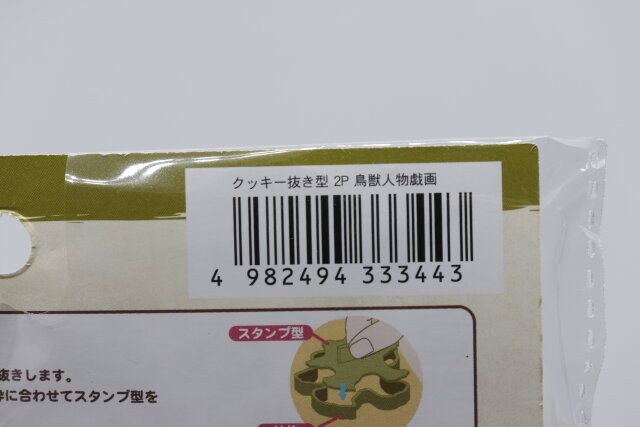 クッキー抜き型 2P 鳥獣人物戯画
4 982494 333443
スタンプ型
抜きします。
に合わせてスタンプ型を